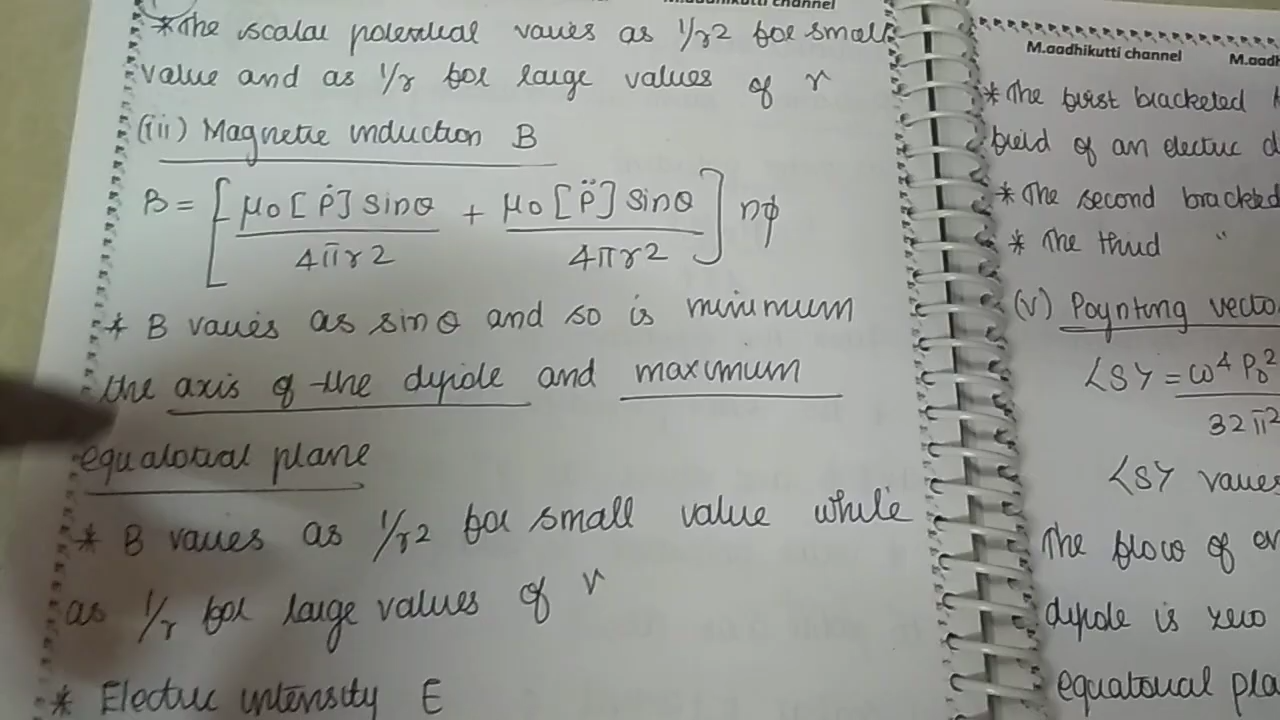 M.aadhikutti channel
*The scalar potential varies as 1/r2 for small
value and as 1/r for large values of r
(iii) Magnetic induction B
B = [ μ0 [Ṗ] sinθ / 4πr2 + μ0 [P̈] sinθ / 4πr2 ] nφ
* B varies as sinθ and so is minimum
the axis of the dipole and maximum
equatorial plane
* B varies as 1/r2 for small value while
as 1/r for large values of r
* Electric intensity E
M.aadhikutti channel M.aadh
*The first bracketed
field of an electric d
* The second bracketed
* The third "
(v) Poynting vecto
<S> = ω4 P02 / 32π2
<S> varies
the flow of en
dipole is zero
equatorial pla